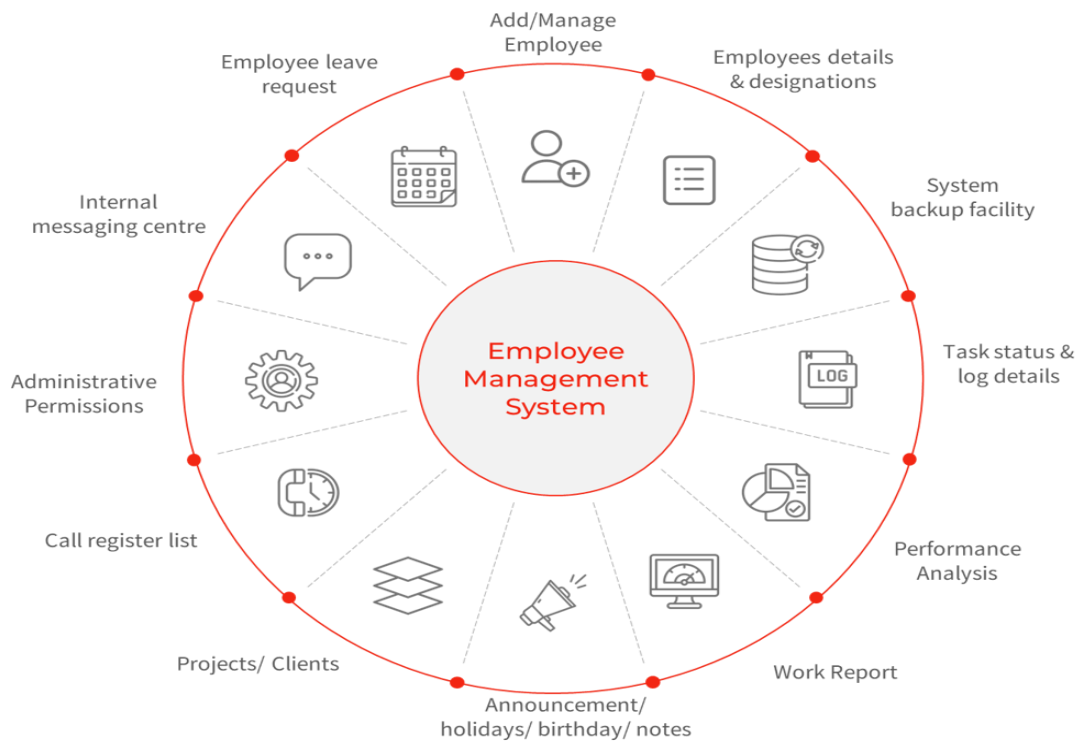 Add/Manage
Employee
Employees details
& designations
System
backup facility
Task status &
log details
LOG
Performance
Analysis
Work Report
Announcement/
holidays/ birthday/ notes
Projects/ Clients
Call register list
Administrative
Permissions
Internal
messaging centre
Employee leave
request
Employee
Management
System